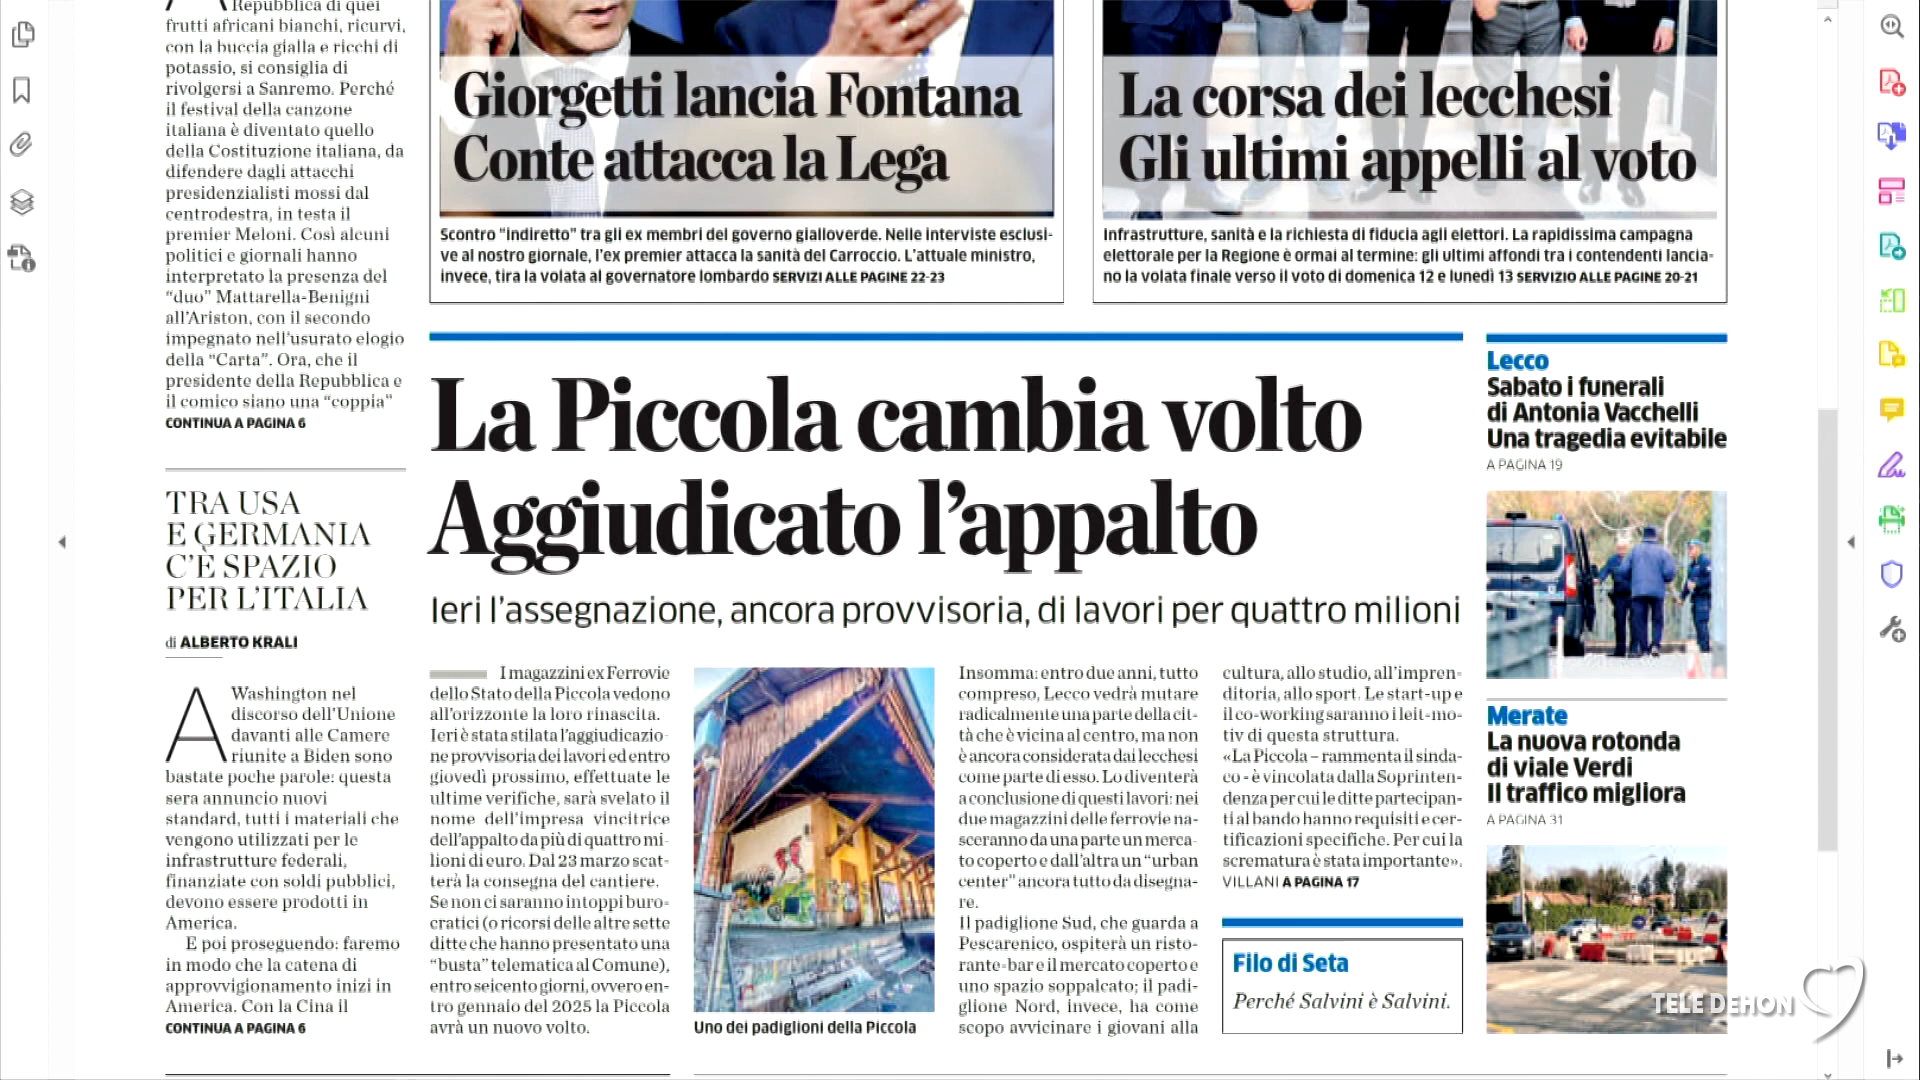 Repubblica di quei
frutti africani bianchi, ricurvi,
con la buccia gialla e ricchi di
potassio, si consiglia di
rivolgersi a Sanremo. Perché
il festival della canzone
italiana è diventato quello
della Costituzione italiana, da
difendere dagli attacchi
presidenzialisti mossi dal
centrodestra, in testa il
premier Meloni. Così alcuni
politici e giornali hanno
interpretato la presenza del
“duo” Mattarella-Benigni
all’Ariston, con il secondo
impegnato nell’usurato elogio
della “Carta”. Ora, che il
presidente della Repubblica e
il comico siano una “coppia”
CONTINUA A PAGINA 6
TRA USA
E GERMANIA
C’È SPAZIO
PER L’ITALIA
di ALBERTO KRALI
A Washington nel
discorso dell’Unione
davanti alle Camere
riunite a Biden sono
bastate poche parole: questa
sera annuncio nuovi
standard, tutti i materiali che
vengono utilizzati per le
infrastrutture federali,
finanziate con soldi pubblici,
devono essere prodotti in
America.
E poi proseguendo: faremo
in modo che la catena di
approvvigionamento inizi in
America. Con la Cina il
CONTINUA A PAGINA 6
Giorgetti lancia Fontana
Conte attacca la Lega
Scontro “indiretto” tra gli ex membri del governo gialloverde. Nelle interviste esclusi-
ve al nostro giornale, l’ex premier attacca la sanità del Carroccio. L’attuale ministro,
invece, tira la volata al governatore lombardo SERVIZI ALLE PAGINE 22-23
La corsa dei lecchesi
Gli ultimi appelli al voto
Infrastrutture, sanità e la richiesta di fiducia agli elettori. La rapidissima campagna
elettorale per la Regione è ormai al termine: gli ultimi affondi tra i contendenti lancia-
no la volata finale verso il voto di domenica 12 e lunedì 13 SERVIZIO ALLE PAGINE 20-21
La Piccola cambia volto
Aggiudicato l’appalto
Ieri l’assegnazione, ancora provvisoria, di lavori per quattro milioni
I magazzini ex Ferrovie
dello Stato della Piccola vedono
all’orizzonte la loro rinascita.
Ieri è stata stilata l’aggiudicazio-
ne provvisoria dei lavori ed entro
giovedì prossimo, effettuate le
ultime verifiche, sarà svelato il
nome dell’impresa vincitrice
dell’appalto da più di quattro mi-
lioni di euro. Dal 23 marzo scat-
terà la consegna del cantiere.
Se non ci saranno intoppi buro-
cratici (o ricorsi delle altre sette
ditte che hanno presentato una
“busta” telematica al Comune),
entro seicento giorni, ovvero en-
tro gennaio del 2025 la Piccola
avrà un nuovo volto.
Uno dei padiglioni della Piccola
Insomma: entro due anni, tutto
compreso, Lecco vedrà mutare
radicalmente una parte della cit-
tà che è vicina al centro, ma non
è ancora considerata dai lecchesi
come parte di esso. Lo diventerà
a conclusione di questi lavori: nei
due magazzini delle ferrovie na-
sceranno da una parte un merca-
to coperto e dall’altra un “urban
center” ancora tutto da disegna-
re.
Il padiglione Sud, che guarda a
Pescarenico, ospiterà un risto-
rante-bar e il mercato coperto e
uno spazio soppalcato; il padi-
glione Nord, invece, ha come
scopo avvicinare i giovani alla
cultura, allo studio, all’impren-
ditoria, allo sport. Le start-up e
il co-working saranno i leit-mo-
tiv di questa struttura.
«La Piccola – rammenta il sinda-
co - è vincolata dalla Soprinten-
denza per cui le ditte partecipan-
ti al bando hanno requisiti e cer-
tificazioni specifiche. Per cui la
scrematura è stata importante».
VILLANI A PAGINA 17
Filo di Seta
Perché Salvini è Salvini.
Lecco
Sabato i funerali
di Antonia Vacchelli
Una tragedia evitabile
A PAGINA 19
Merate
La nuova rotonda
di viale Verdi
Il traffico migliora
A PAGINA 31
TELE DEHON